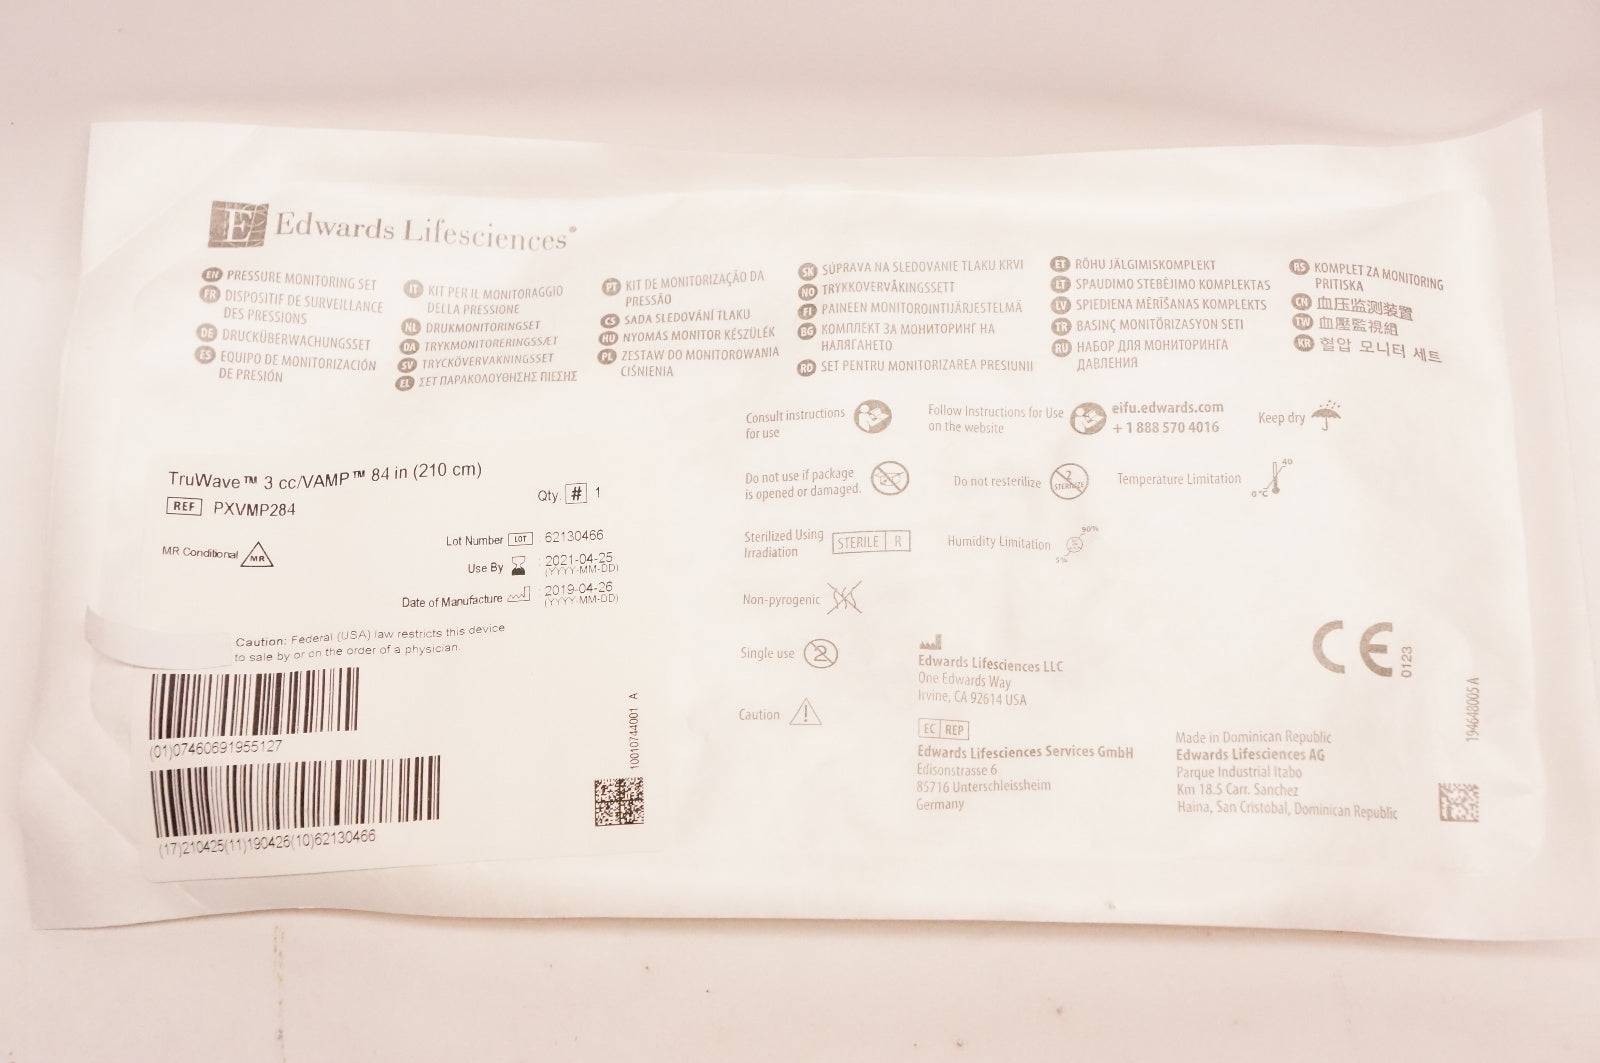 Edwards Lifesciences
EN PRESSURE MONITORING SET
FR DISPOSITIF DE SURVEILLANCE
DES PRESSIONS
DE DRUCKÜBERWACHUNGSSET
ES EQUIPO DE MONITORIZACIÓN
DE PRESIÓN
IT KIT PER IL MONITORAGGIO
DELLA PRESSIONE
NL DRUKMONITORINGSET
DA TRYKMONITORERINGSSÆT
SV TRYCKÖVERVAKNINGSSET
EL ΣΕΤ ΠΑΡΑΚΟΛΟΥΘΗΣΗΣ ΠΙΕΣΗΣ
PT KIT DE MONITORIZAÇÃO DA
PRESSÃO
CS SADA SLEDOVÁNÍ TLAKU
HU NYOMÁS MONITOR KÉSZÜLÉK
PL ZESTAW DO MONITOROWANIA
CIŚNIENIA
SK SÚPRAVA NA SLEDOVANIE TLAKU KRVI
NO TRYKKOVERVÅKINGSSETT
FI PAINEEN MONITOROINTIJÄRJESTELMÄ
BG КОМПЛЕКТ ЗА МОНИТОРИНГ НА
НАЛЯГАНЕТО
RO SET PENTRU MONITORIZAREA PRESIUNII
ET RÕHU JÄLGIMISKOMPLEKT
LT SPAUDIMO STEBĖJIMO KOMPLEKTAS
LV SPIEDIENA MĒRĪŠANAS KOMPLEKTS
TR BASINÇ MONİTÖRİZASYON SETI
RU НАБОР ДЛЯ МОНИТОРИНГА
ДАВЛЕНИЯ
RS KOMPLET ZA MONITORING
PRITISKA
CN 血压监测装置
TW 血壓監視組
KR 혈압 모니터 세트
Consult instructions
for use
Follow Instructions for Use
on the website
eifu.edwards.com
+ 1 888 570 4016
Keep dry
Do not use if package
is opened or damaged.
Do not resterilize
2
STERILIZE
Temperature Limitation
0 °C
40
Sterilized Using
Irradiation
STERILE R
Humidity Limitation
5%
90%
Non-pyrogenic
Single use
2
Caution
TruWave™ 3 cc/VAMP™ 84 in (210 cm)
REF PXVMP284
Qty. # 1
MR Conditional MR
Lot Number LOT : 62130466
Use By : 2021-04-25
(YYYY-MM-DD)
Date of Manufacture : 2019-04-26
(YYYY-MM-DD)
Caution: Federal (USA) law restricts this device
to sale by or on the order of a physician.
(01)07460691955127
(17)210425(11)190426(10)62130466
10010744001 A
Edwards Lifesciences LLC
One Edwards Way
Irvine, CA 92614 USA
EC REP
Edwards Lifesciences Services GmbH
Edisonstrasse 6
85716 Unterschleissheim
Germany
CE 0123
Made in Dominican Republic
Edwards Lifesciences AG
Parque Industrial Itabo
Km 18.5 Carr. Sanchez
Haina, San Cristobal, Dominican Republic
194648005 A